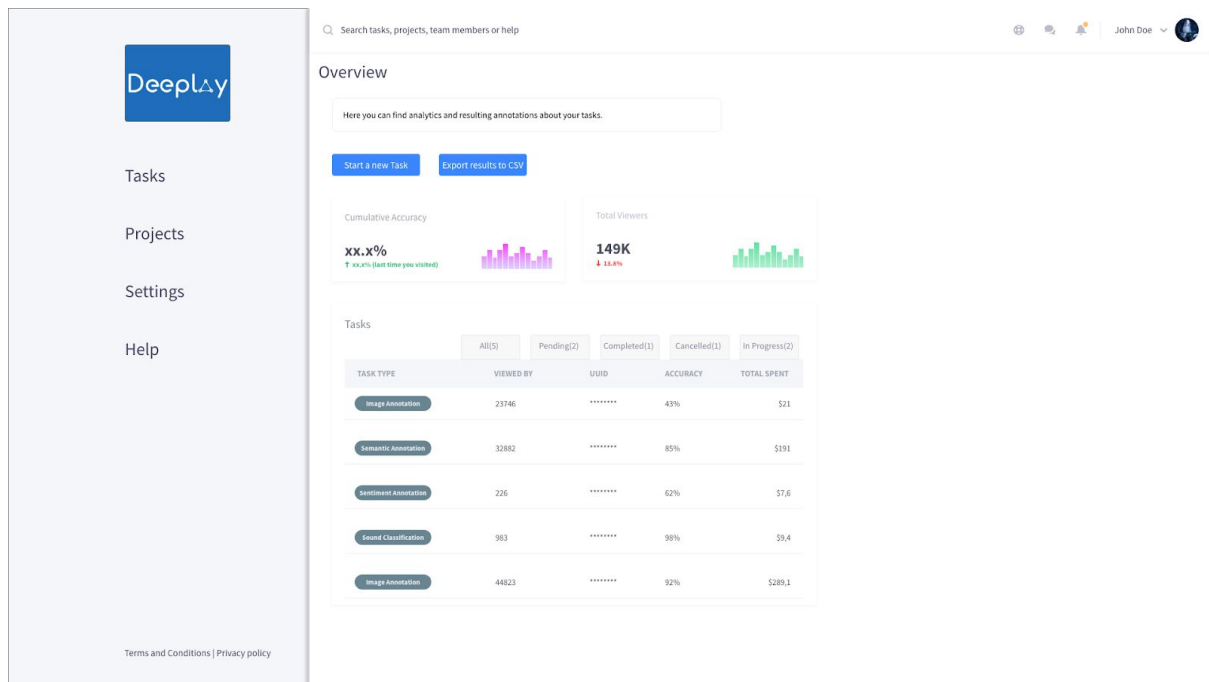 Deeplay
Tasks
Projects
Settings
Help
Terms and Conditions | Privacy policy
Search tasks, projects, team members or help
John Doe
Overview
Here you can find analytics and resulting annotations about your tasks.
Start a new Task
Export results to CSV
Cumulative Accuracy
xx.x%
↑ xx.x% (last time you visited)
Total Viewers
149K
↓ 13.8%
Tasks
All(5) Pending(2) Completed(1) Cancelled(1) In Progress(2)
TASK TYPE VIEWED BY UUID ACCURACY TOTAL SPENT
Image Annotation 23746 ******** 43% $21
Semantic Annotation 32882 ******** 85% $191
Sentiment Annotation 226 ******** 62% $7,6
Sound Classification 983 ******** 98% $9,4
Image Annotation 44823 ******** 92% $289,1